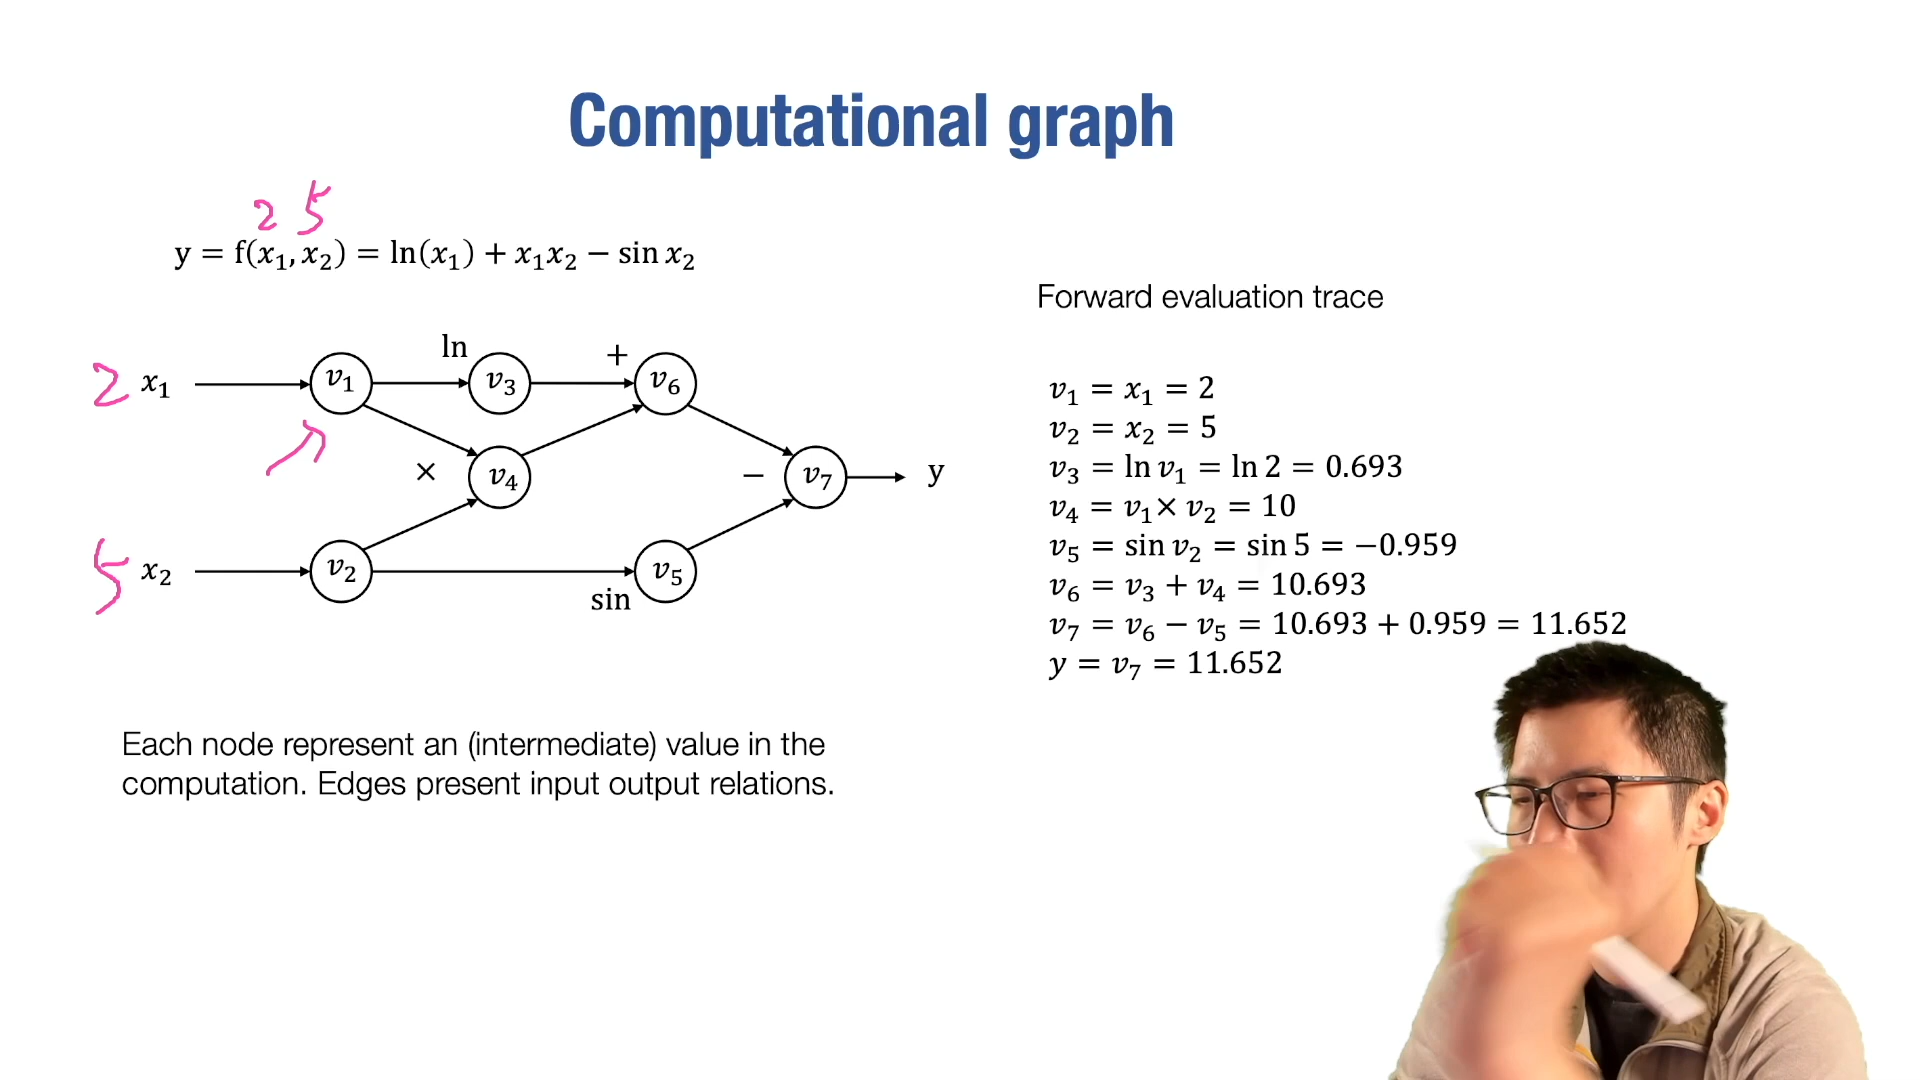 Computational graph
2 5
y = f(x₁, x₂) = ln(x₁) + x₁x₂ − sin x₂
Forward evaluation trace
2 x₁ v₁ ln v₃ + v₆
× v₄ − v₇ y
5 x₂ v₂ sin v₅
v₁ = x₁ = 2
v₂ = x₂ = 5
v₃ = ln v₁ = ln 2 = 0.693
v₄ = v₁ × v₂ = 10
v₅ = sin v₂ = sin 5 = −0.959
v₆ = v₃ + v₄ = 10.693
v₇ = v₆ − v₅ = 10.693 + 0.959 = 11.652
y = v₇ = 11.652
Each node represent an (intermediate) value in the
computation. Edges present input output relations.